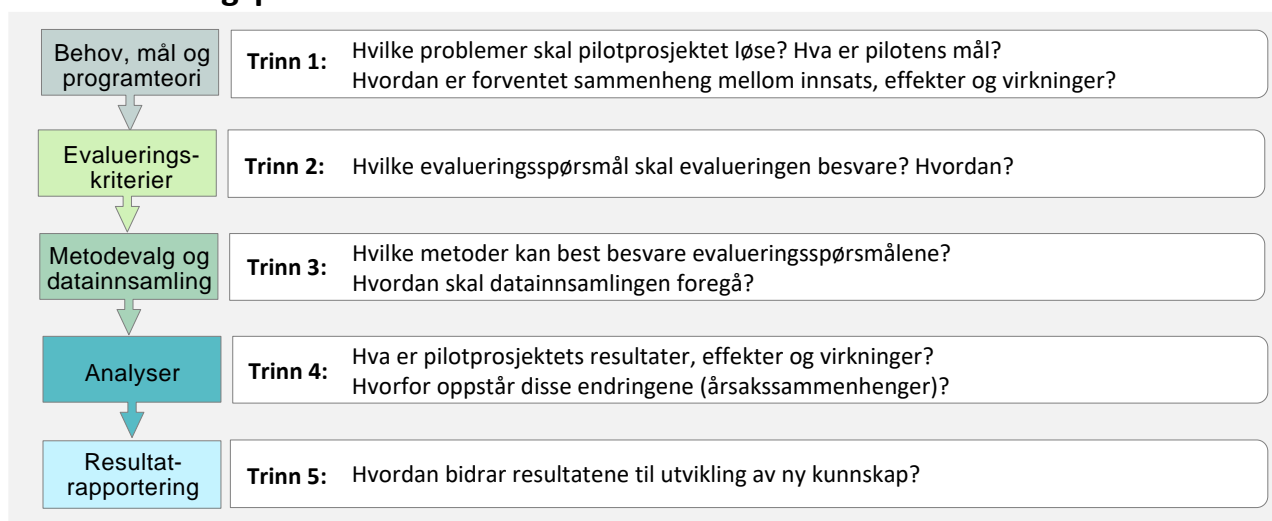 Behov, mål og
programteori
Trinn 1:
Hvilke problemer skal pilotprosjektet løse? Hva er pilotens mål?
Hvordan er forventet sammenheng mellom innsats, effekter og virkninger?
Evaluerings-
kriterier
Trinn 2:
Hvilke evalueringsspørsmål skal evalueringen besvare? Hvordan?
Metodevalg og
datainnsamling
Trinn 3:
Hvilke metoder kan best besvare evalueringsspørsmålene?
Hvordan skal datainnsamlingen foregå?
Analyser
Trinn 4:
Hva er pilotprosjektets resultater, effekter og virkninger?
Hvorfor oppstår disse endringene (årsakssammenhenger)?
Resultat-
rapportering
Trinn 5:
Hvordan bidrar resultatene til utvikling av ny kunnskap?